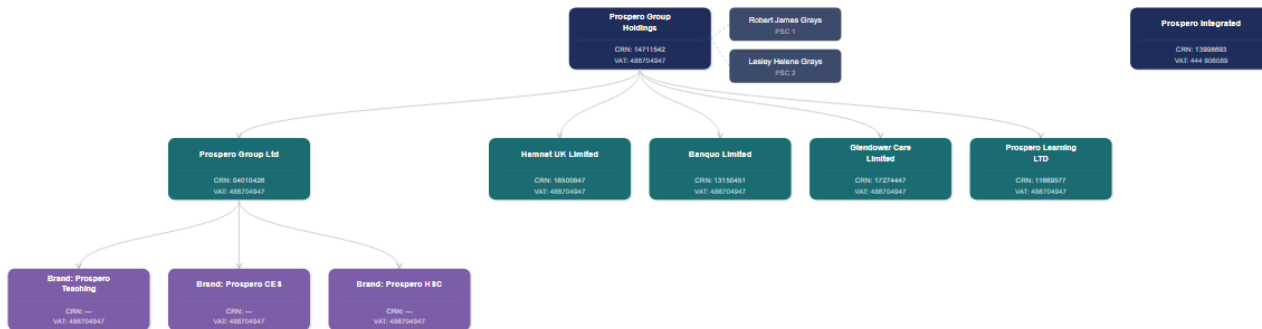 Prospero Group
Holdings
CRN: 14711542
VAT: 486704947
Robert James Grays
PSC 1
Lesley Helene Grays
PSC 2
Prospero Integrated
CRN: 13998693
VAT: 444 906089
Prospero Group Ltd
CRN: 04010426
VAT: 486704947
Hamnet UK Limited
CRN: 16500847
VAT: 486704947
Banquo Limited
CRN: 13150451
VAT: 486704947
Glendower Care
Limited
CRN: 17274447
VAT: 486704947
Prospero Learning
LTD
CRN: 11669577
VAT: 486704947
Brand: Prospero
Teaching
CRN: —
VAT: 486704947
Brand: Prospero CES
CRN: —
VAT: 486704947
Brand: Prospero HSC
CRN: —
VAT: 486704947